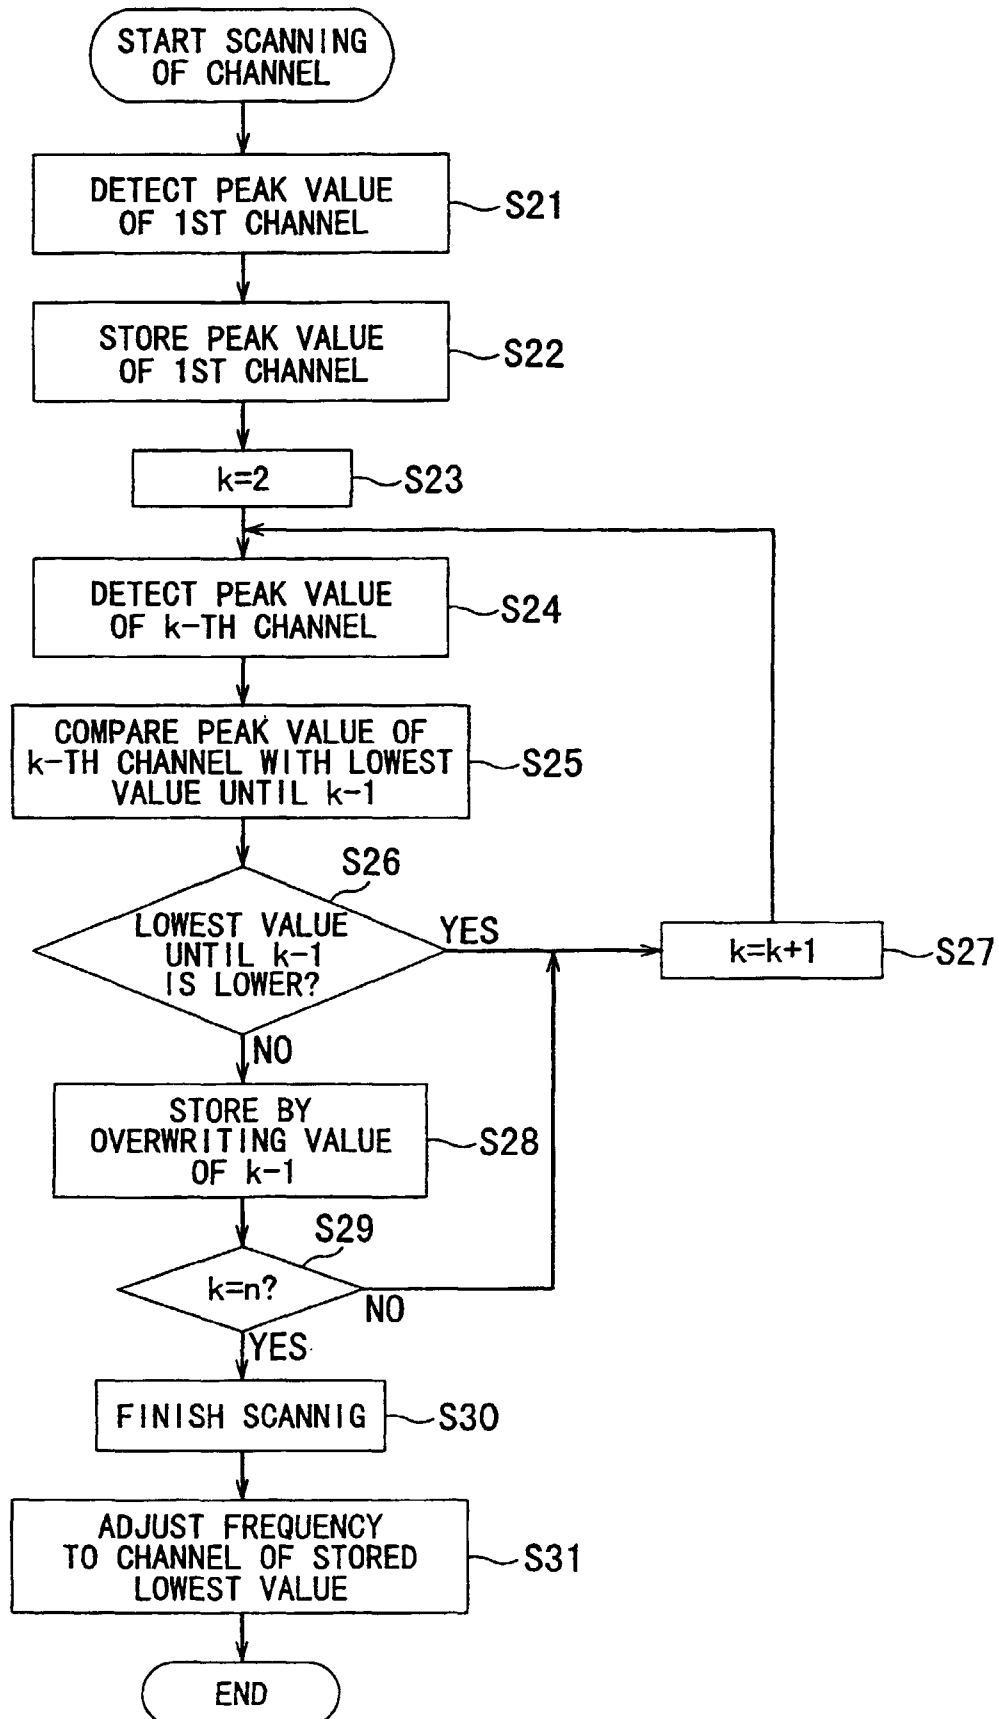 START SCANNING
OF CHANNEL
DETECT PEAK VALUE
OF 1ST CHANNEL
S21
STORE PEAK VALUE
OF 1ST CHANNEL
S22
k=2
S23
DETECT PEAK VALUE
OF k-TH CHANNEL
S24
COMPARE PEAK VALUE OF
k-TH CHANNEL WITH LOWEST
VALUE UNTIL k-1
S25
S26
LOWEST VALUE
UNTIL k-1
IS LOWER?
YES
k=k+1
S27
NO
STORE BY
OVERWRITING VALUE
OF k-1
S28
S29
k=n?
NO
YES
FINISH SCANNIG
S30
ADJUST FREQUENCY
TO CHANNEL OF STORED
LOWEST VALUE
S31
END